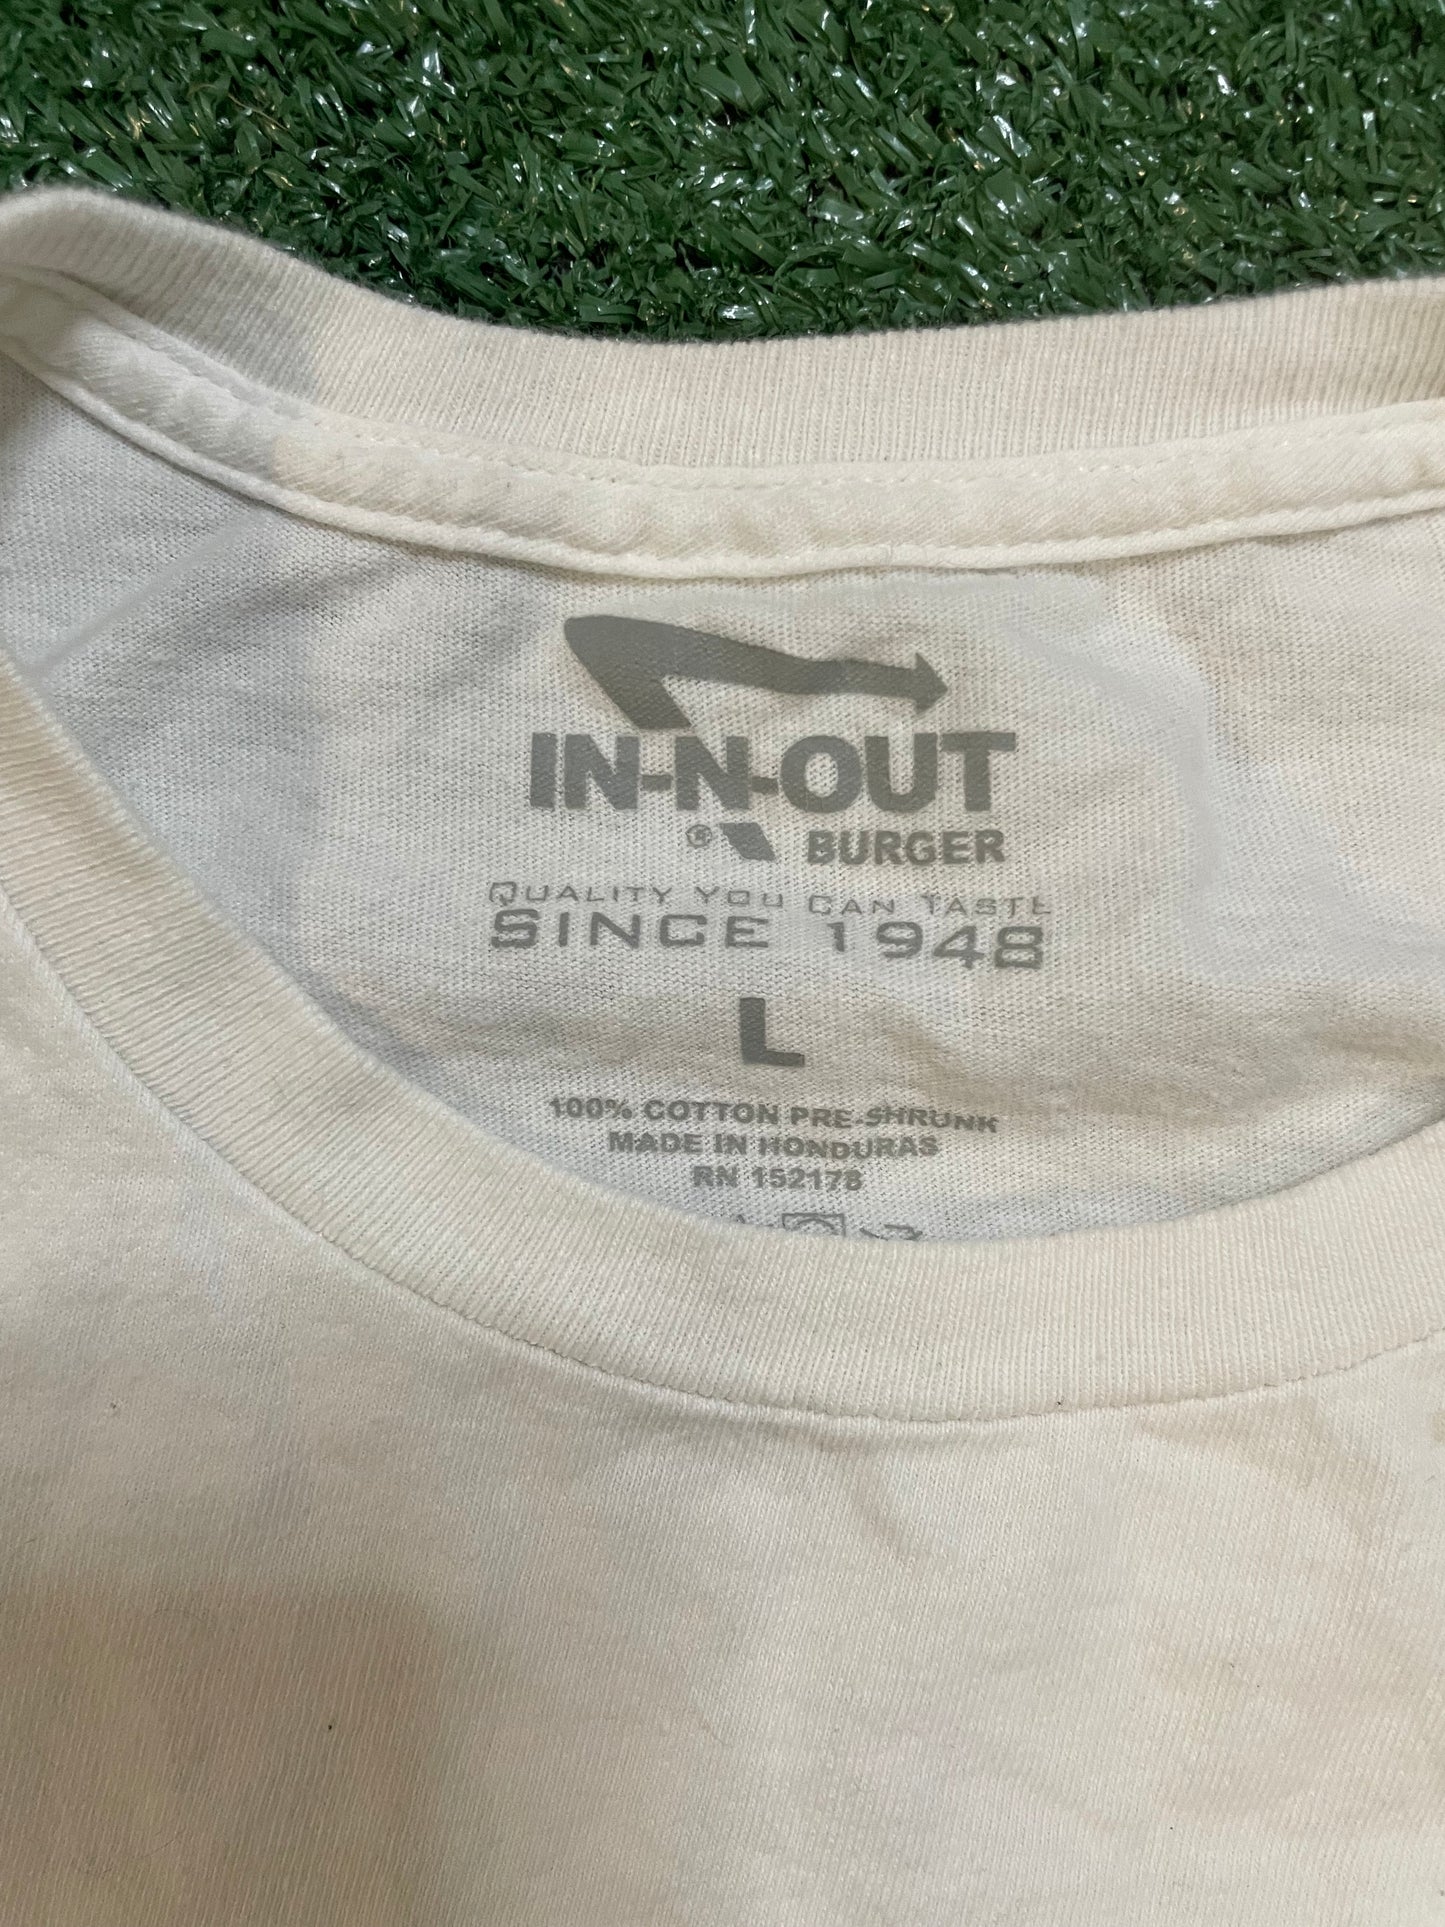 IN-N-OUT
® BURGER
QUALITY YOU CAN TASTE
SINCE 1948
L
100% COTTON PRE-SHRUNK
MADE IN HONDURAS
RN 152178